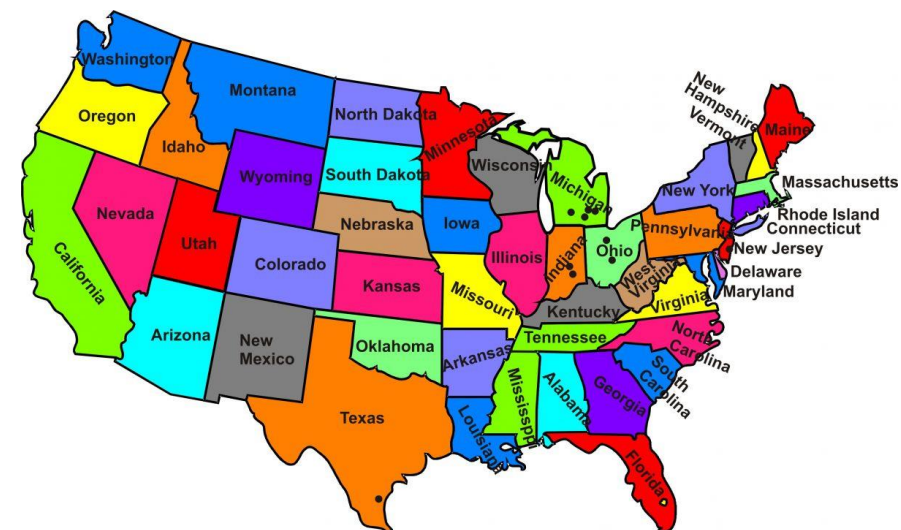 Washington
Montana
North Dakota
Minnesota
Oregon
Idaho
Wyoming
South Dakota
Wisconsin
Michigan
New
Hampshire
Vermont
Maine
New York
Massachusetts
Rhode Island
Connecticut
Nevada
Utah
Colorado
Nebraska
Iowa
Illinois
Indiana
Ohio
Pennsylvania
New Jersey
Delaware
Maryland
California
Kansas
Missouri
West
Virginia
Virginia
Kentucky
Arizona
New
Mexico
Oklahoma
Arkansas
Tennessee
North
Carolina
South
Carolina
Texas
Louisiana
Mississppi
Alabama
Georgia
Florida